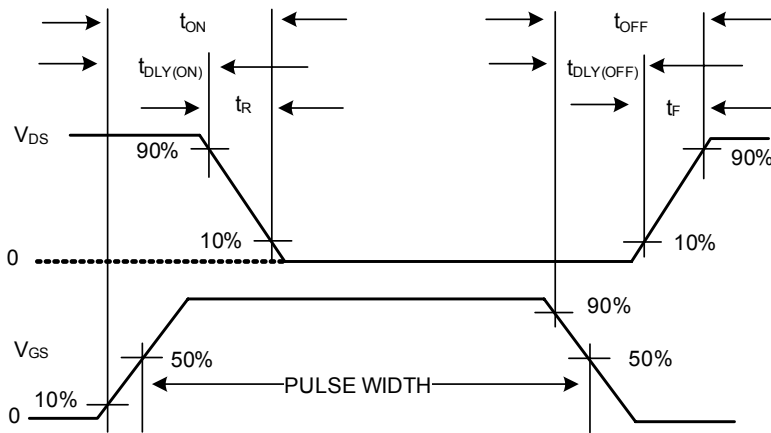 tON tOFF
tDLY(ON) tDLY(OFF)
tR tF
VDS
90% 90%
10% 10%
0
90%
VGS
50% 50%
PULSE WIDTH
10%
0